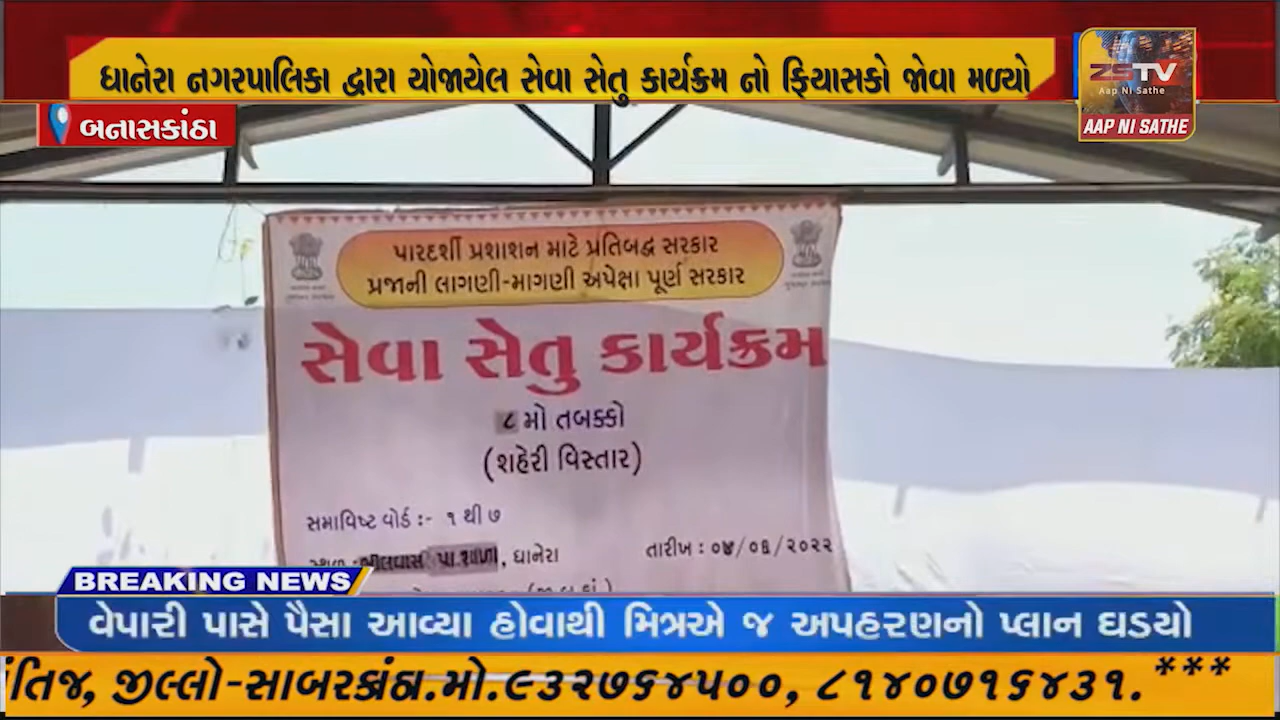 ધાનેરા નગરપાલિકા દ્વારા યોજાયેલ સેવા સેતુ કાર્યક્રમ નો ફિયાસકો જોવા મળ્યો
ZSTV
Aap Ni Sathe
AAP NI SATHE
બનાસકાંઠા
પારદર્શી પ્રશાશન માટે પ્રતિબદ્ધ સરકાર
પ્રજાની લાગણી-માગણી અપેક્ષા પૂર્ણ સરકાર
સેવા સેતુ કાર્યક્રમ
૮ મો તબક્કો
(શહેરી વિસ્તાર)
સમાવિષ્ટ વોર્ડ :- ૧ થી ૭
પા.શાળા, ધાનેરા
તારીખ : ૦૪/૦૬/૨૦૨૨
BREAKING NEWS
વેપારી પાસે પૈસા આવ્યા હોવાથી મિત્રએ જ અપહરણનો પ્લાન ઘડયો
ંતિજ, જીલ્લો-સાબરકાંઠા.મો.૯૩૨૭૬૪૫૦૦, ૮૧૪૦૭૧૬૪૩૧. ***